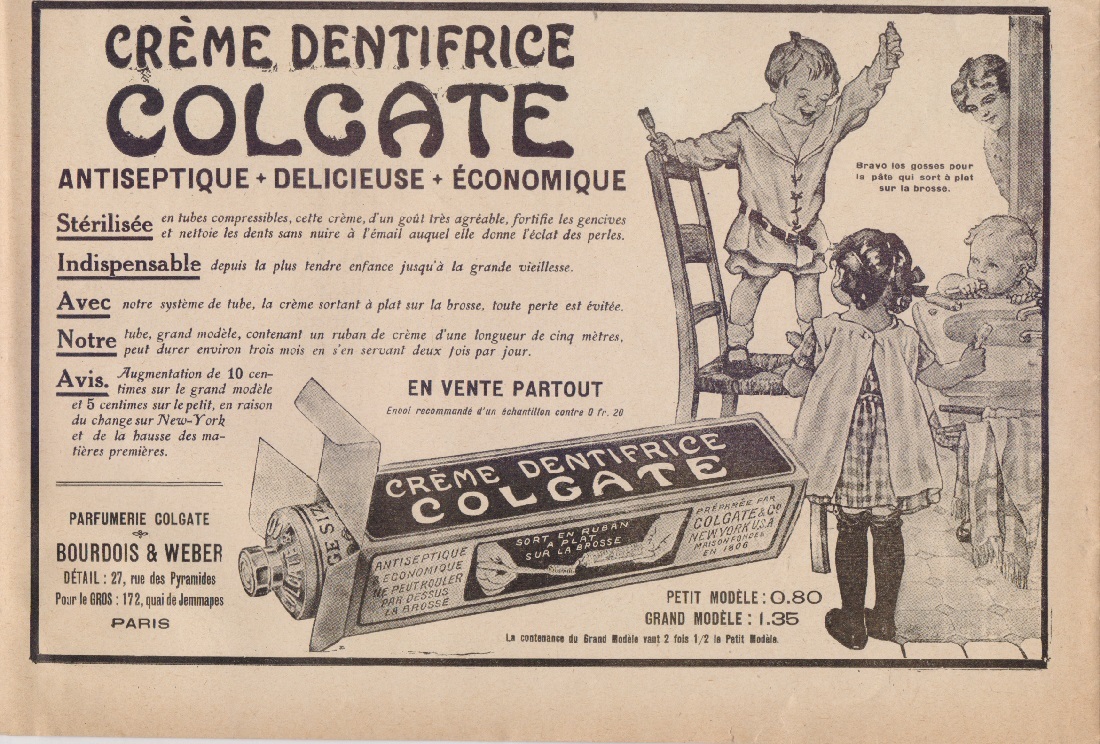 CRÈME DENTIFRICE
COLGATE
ANTISEPTIQUE + DELICIEUSE + ÉCONOMIQUE
Stérilisée en tubes compressibles, cette crème, d'un goût très agréable, fortifie les gencives
et nettoie les dents sans nuire à l'émail auquel elle donne l'éclat des perles.
Indispensable depuis la plus tendre enfance jusqu'à la grande vieillesse.
Avec notre système de tube, la crème sortant à plat sur la brosse, toute perte est évitée.
Notre tube, grand modèle, contenant un ruban de crème d'une longueur de cinq mètres,
peut durer environ trois mois en s'en servant deux fois par jour.
Avis. Augmentation de 10 cen-
times sur le grand modèle
et 5 centimes sur le petit, en raison
du change sur New-York
et de la hausse des ma-
tières premières.
EN VENTE PARTOUT
Envoi recommandé d'un échantillon contre 0 fr. 20
Bravo les gosses pour
la pâte qui sort à plat
sur la brosse.
PARFUMERIE COLGATE
BOURDOIS & WEBER
DÉTAIL : 27, rue des Pyramides
Pour le GROS : 172, quai de Jemmapes
PARIS
CRÈME DENTIFRICE
COLGATE
ANTISEPTIQUE
& ECONOMIQUE
NE PEUT ROULER
PAR DESSUS
LA BROSSE
SORT EN RUBAN
A PLAT
SUR LA BROSSE
PRÉPARÉE PAR
COLGATE & Co
NEW YORK U.S.A
MAISON FONDÉE
EN 1806
PETIT MODÈLE : 0.80
GRAND MODÈLE : 1.35
La contenance du Grand Modèle vaut 2 fois 1/2 le Petit Modèle.